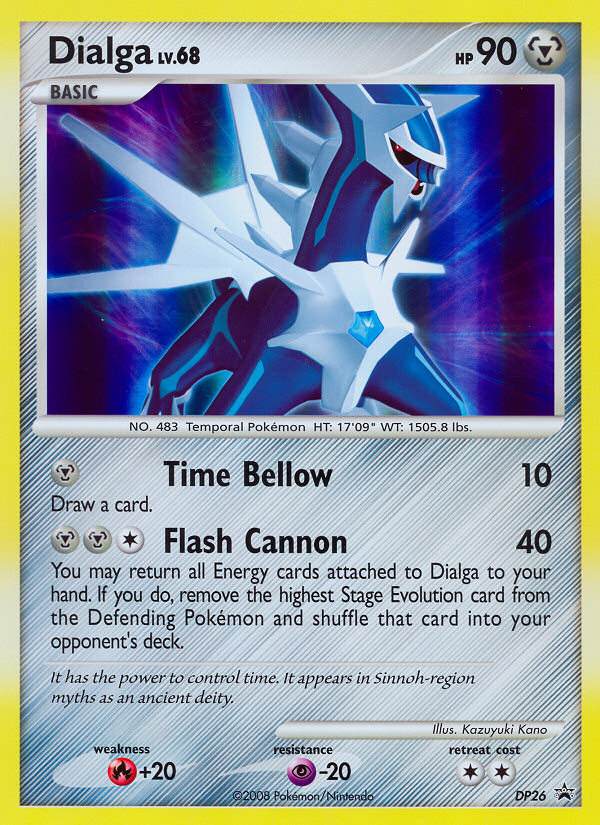 Dialga LV.68 HP 90
BASIC
NO. 483 Temporal Pokémon HT: 17'09" WT: 1505.8 lbs.
Time Bellow 10
Draw a card.
Flash Cannon 40
You may return all Energy cards attached to Dialga to your
hand. If you do, remove the highest Stage Evolution card from
the Defending Pokémon and shuffle that card into your
opponent's deck.
It has the power to control time. It appears in Sinnoh-region
myths as an ancient deity.
Illus. Kazuyuki Kano
weakness resistance retreat cost
+20 -20
©2008 Pokémon/Nintendo DP26